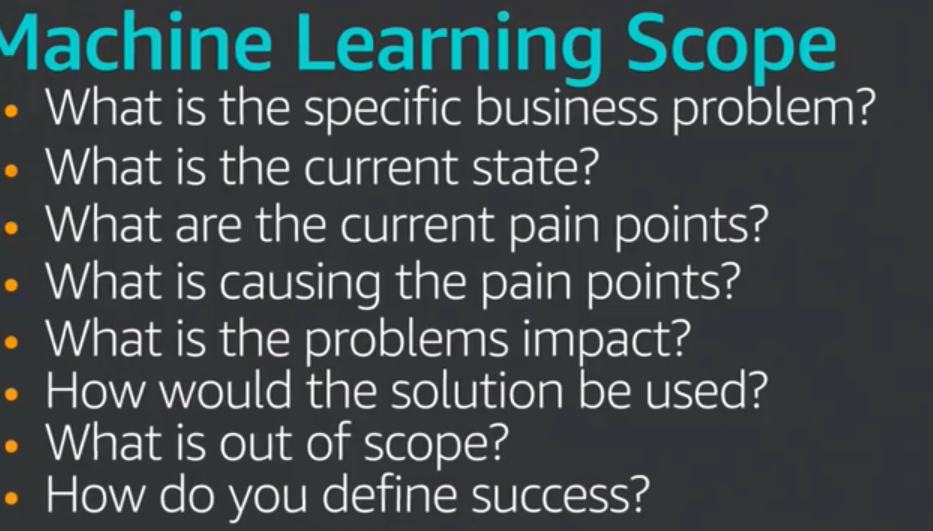 Machine Learning Scope
• What is the specific business problem?
• What is the current state?
• What are the current pain points?
• What is causing the pain points?
• What is the problems impact?
• How would the solution be used?
• What is out of scope?
• How do you define success?